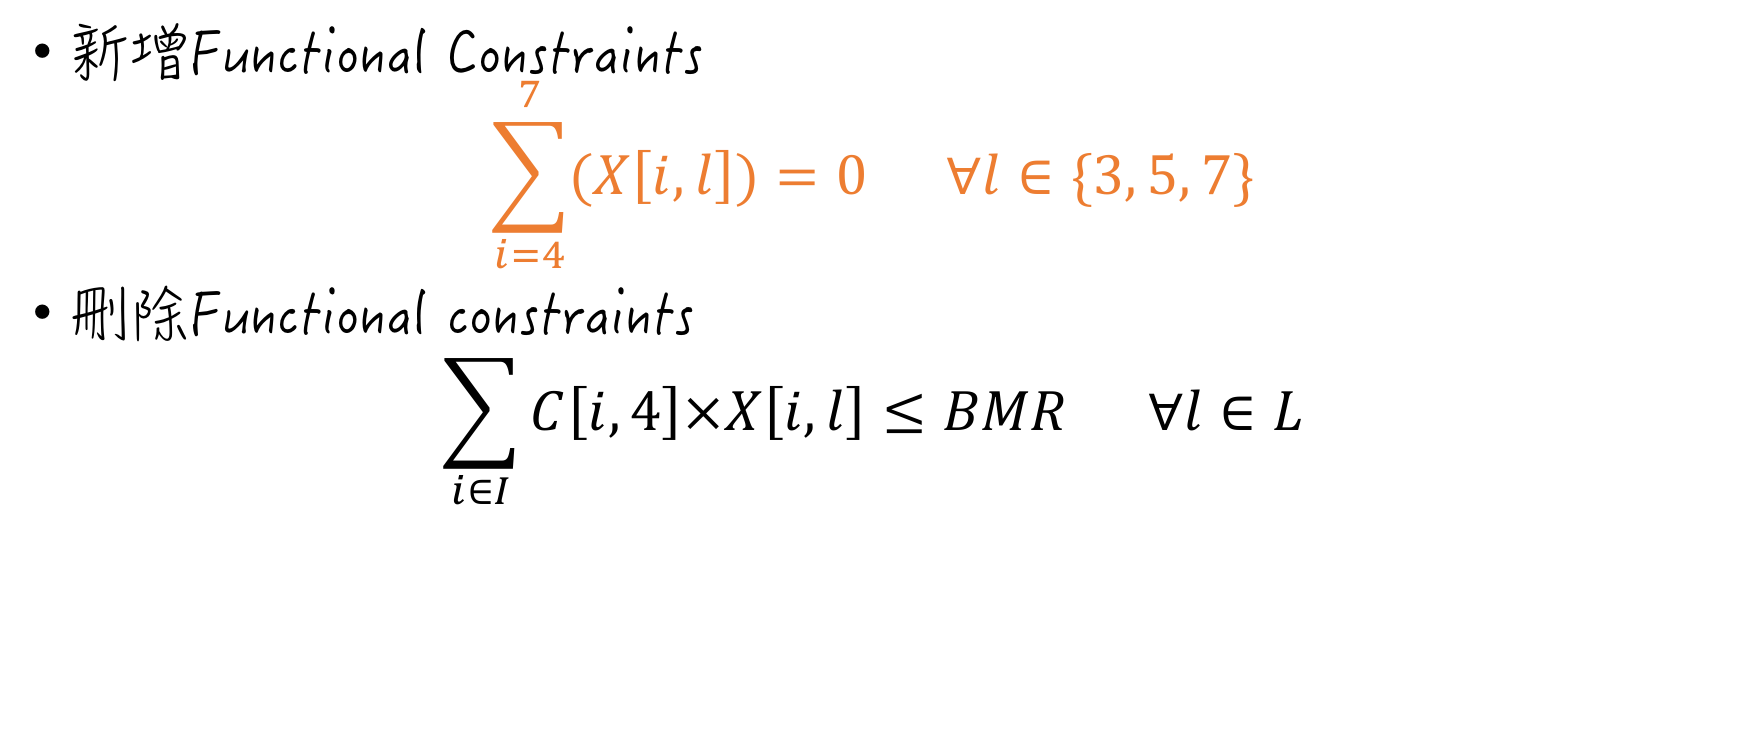 • 新增Functional Constraints
∑_{i=4}^{7} (X[i, l]) = 0  ∀l ∈ {3, 5, 7}
• 刪除Functional constraints
∑_{i∈I} C[i, 4]×X[i, l] ≤ BMR  ∀l ∈ L